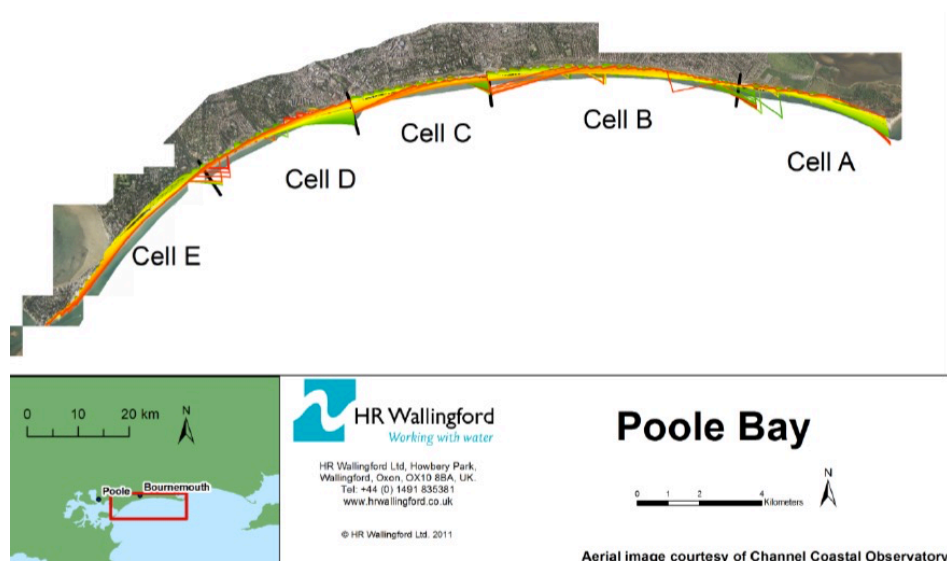 Cell A
Cell B
Cell C
Cell D
Cell E
0 10 20 km
N
Poole
Bournemouth
HR Wallingford
Working with water
HR Wallingford Ltd, Howbery Park,
Wallingford, Oxon, OX10 8BA, UK.
Tel: +44 (0) 1491 835381
www.hrwallingford.co.uk
© HR Wallingford Ltd. 2011
Poole Bay
N
0 1 2 4
Kilometers
Aerial image courtesy of Channel Coastal Observatory